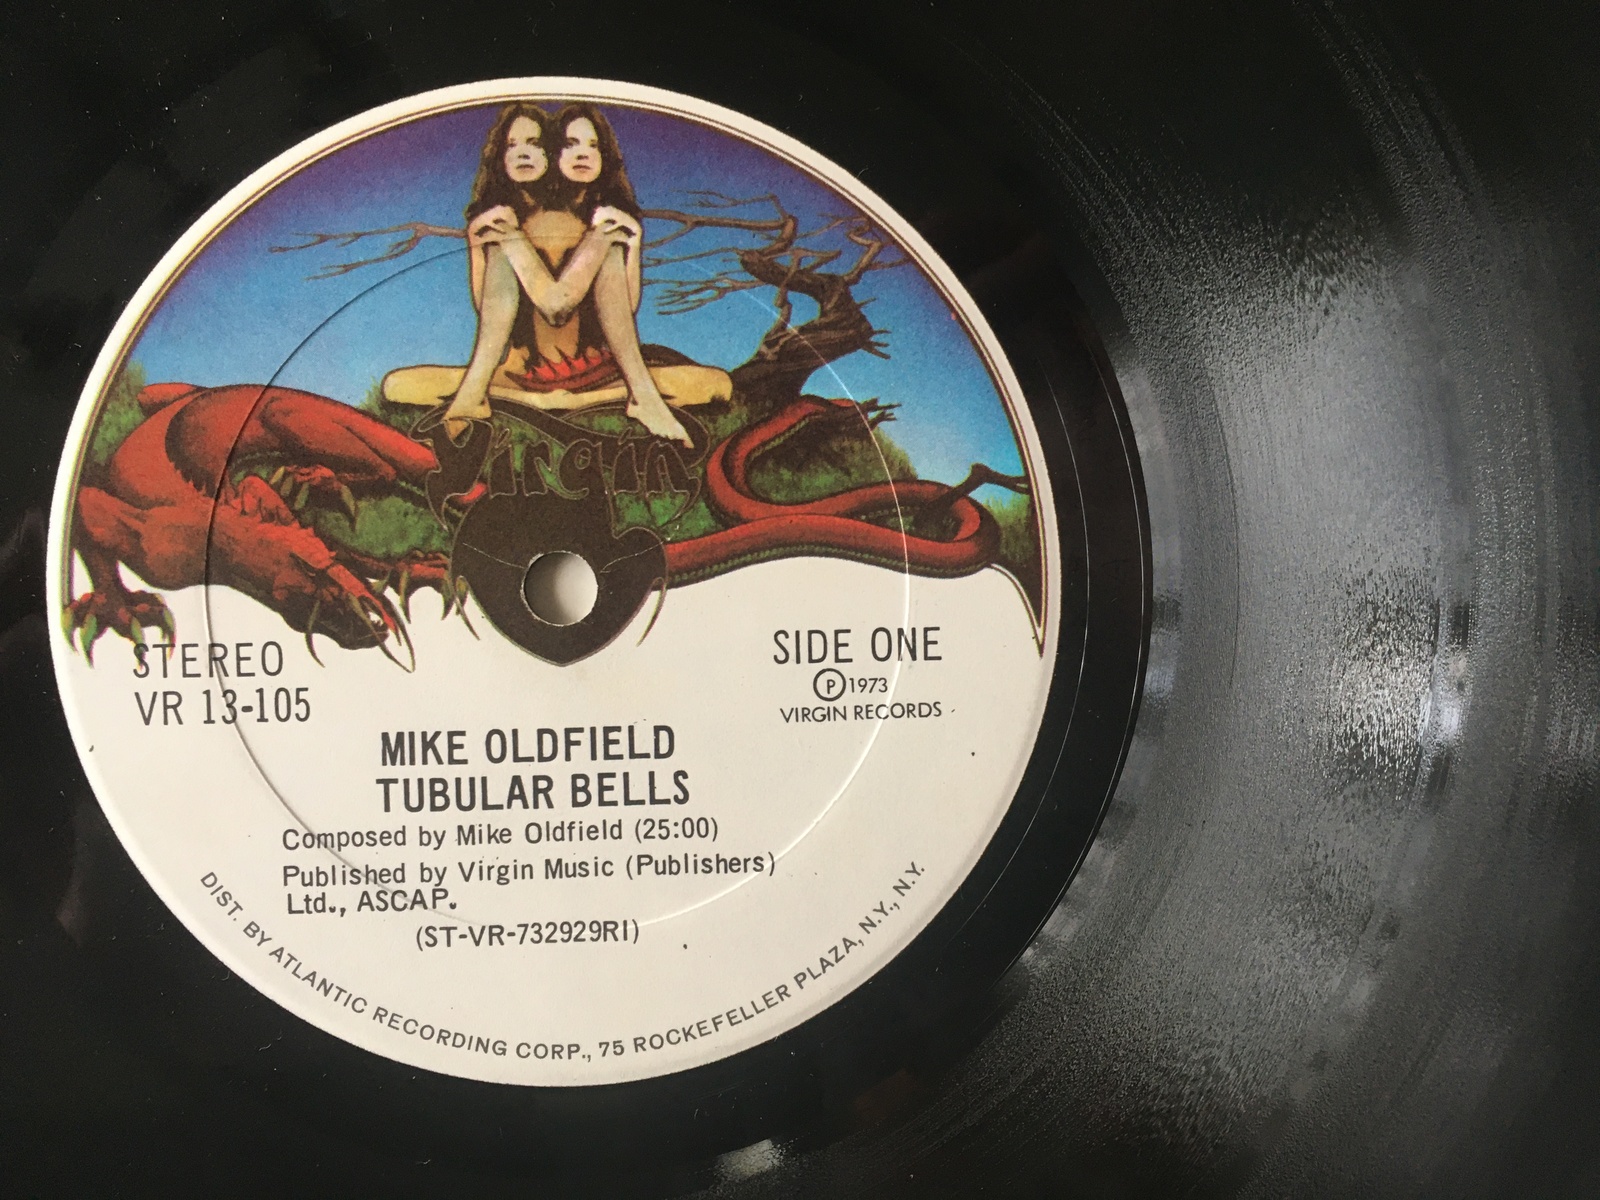 Virgin
STEREO
VR 13-105
SIDE ONE
Ⓟ 1973
VIRGIN RECORDS
MIKE OLDFIELD
TUBULAR BELLS
Composed by Mike Oldfield (25:00)
Published by Virgin Music (Publishers)
Ltd., ASCAP.
(ST-VR-732929RI)
DIST. BY ATLANTIC RECORDING CORP., 75 ROCKEFELLER PLAZA, N.Y., N.Y.